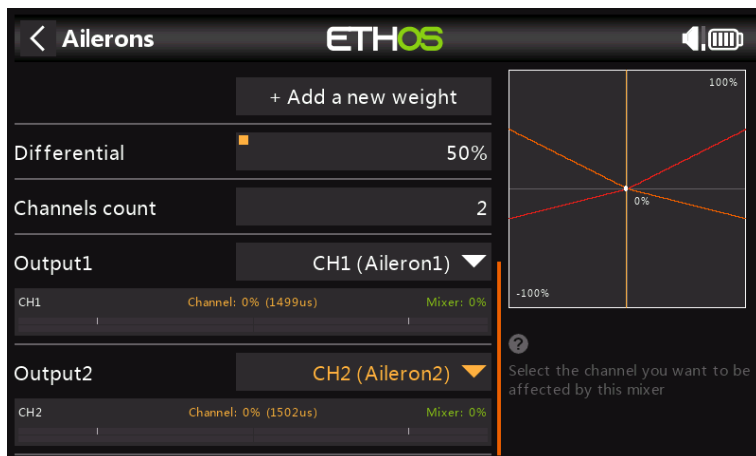 Ailerons
ETHOS
+ Add a new weight
Differential
50%
Channels count
2
Output1
CH1 (Aileron1)
CH1
Channel: 0% (1499us)
Mixer: 0%
Output2
CH2 (Aileron2)
CH2
Channel: 0% (1502us)
Mixer: 0%
100%
0%
-100%
?
Select the channel you want to be
affected by this mixer